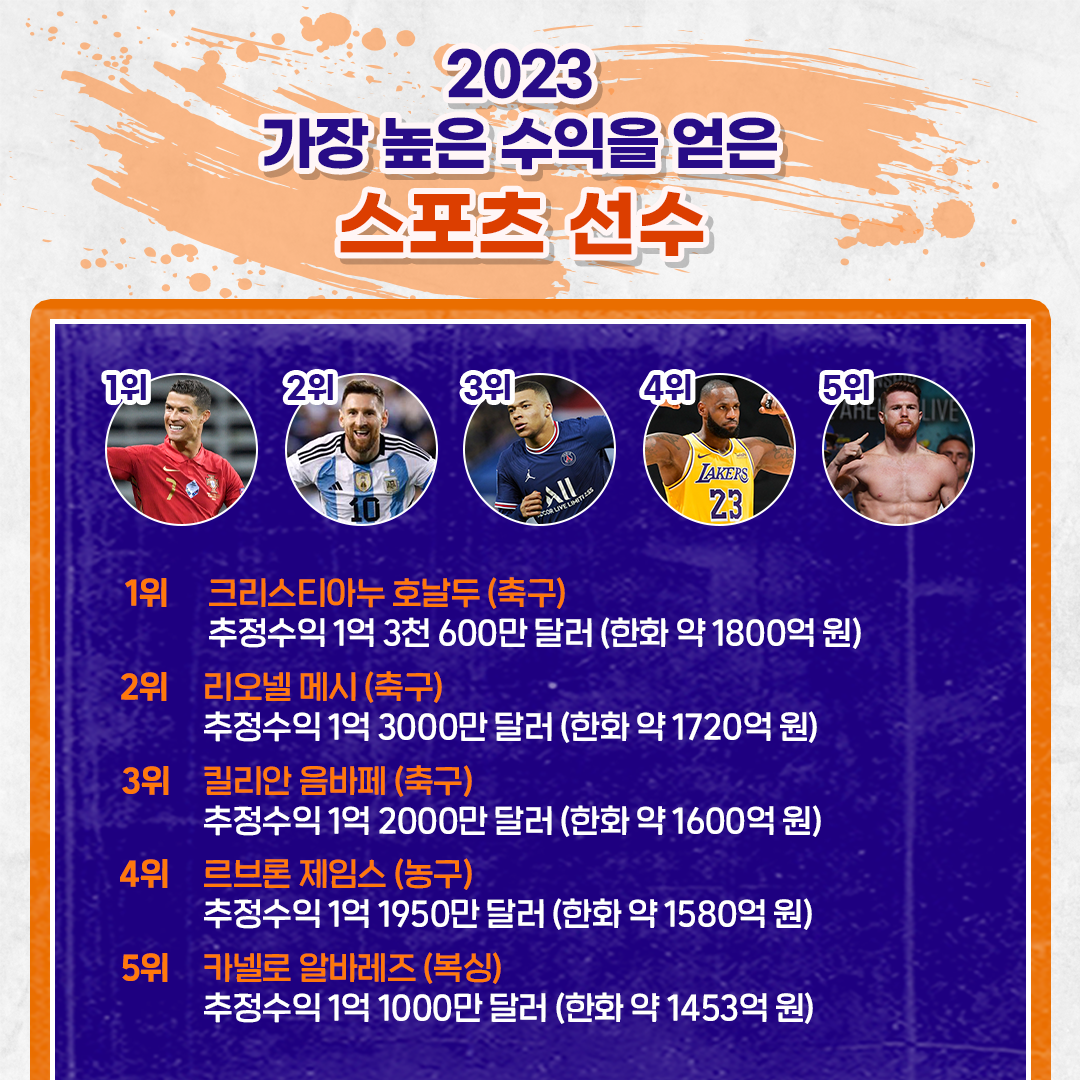 2023
가장 높은 수익을 얻은
스포츠 선수
1위 2위 3위 4위 5위
7
10
ALL
LAKERS
23
LIVE
1위 크리스티아누 호날두 (축구)
추정수익 1억 3천 600만 달러 (한화 약 1800억 원)
2위 리오넬 메시 (축구)
추정수익 1억 3000만 달러 (한화 약 1720억 원)
3위 킬리안 음바페 (축구)
추정수익 1억 2000만 달러 (한화 약 1600억 원)
4위 르브론 제임스 (농구)
추정수익 1억 1950만 달러 (한화 약 1580억 원)
5위 카넬로 알바레즈 (복싱)
추정수익 1억 1000만 달러 (한화 약 1453억 원)